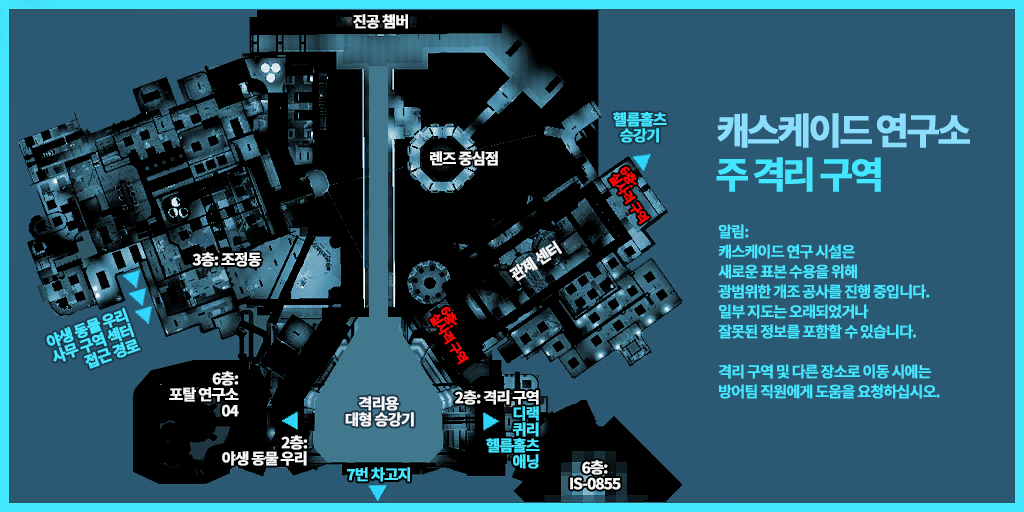 진공 챔버
헬름홀츠
승강기
렌즈 중심점
6층:
방사격 구역
관제 센터
3층: 조정동
야생 동물 우리
사무 구역 섹터
접근 경로
6층:
방사격 구역
6층:
포탈 연구소
04
격리용
대형 승강기
2층: 격리 구역
디랙
퀴리
헬름홀츠
애닝
2층:
야생 동물 우리
7번 차고지
6층:
IS-0855
캐스케이드 연구소
주 격리 구역
알림:
캐스케이드 연구 시설은
새로운 표본 수용을 위해
광범위한 개조 공사를 진행 중입니다.
일부 지도는 오래되었거나
잘못된 정보를 포함할 수 있습니다.
격리 구역 및 다른 장소로 이동 시에는
방어팀 직원에게 도움을 요청하십시오.